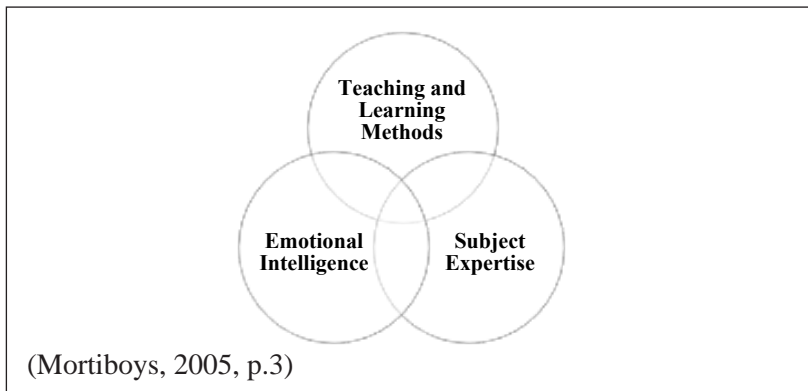 Teaching and
Learning
Methods
Emotional
Intelligence
Subject
Expertise
(Mortiboys, 2005, p.3)